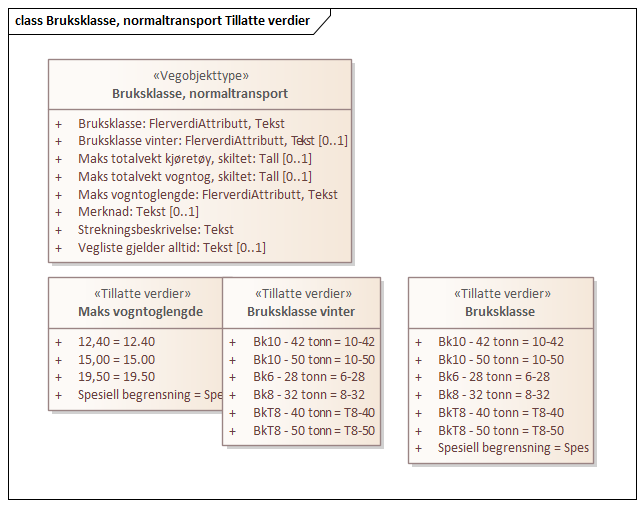 class Bruksklasse, normaltransport Tillatte verdier
«Vegobjekttype»
Bruksklasse, normaltransport
+ Bruksklasse: FlerverdiAttributt, Tekst
+ Bruksklasse vinter: FlerverdiAttributt, Tekst [0..1]
+ Maks totalvekt kjøretøy, skiltet: Tall [0..1]
+ Maks totalvekt vogntog, skiltet: Tall [0..1]
+ Maks vogntoglengde: FlerverdiAttributt, Tekst
+ Merknad: Tekst [0..1]
+ Strekningsbeskrivelse: Tekst
+ Vegliste gjelder alltid: Tekst [0..1]
«Tillatte verdier»
Maks vogntoglengde
+ 12,40 = 12.40
+ 15,00 = 15.00
+ 19,50 = 19.50
+ Spesiell begrensning = Spe
«Tillatte verdier»
Bruksklasse vinter
+ Bk10 - 42 tonn = 10-42
+ Bk10 - 50 tonn = 10-50
+ Bk6 - 28 tonn = 6-28
+ Bk8 - 32 tonn = 8-32
+ BkT8 - 40 tonn = T8-40
+ BkT8 - 50 tonn = T8-50
«Tillatte verdier»
Bruksklasse
+ Bk10 - 42 tonn = 10-42
+ Bk10 - 50 tonn = 10-50
+ Bk6 - 28 tonn = 6-28
+ Bk8 - 32 tonn = 8-32
+ BkT8 - 40 tonn = T8-40
+ BkT8 - 50 tonn = T8-50
+ Spesiell begrensning = Spes